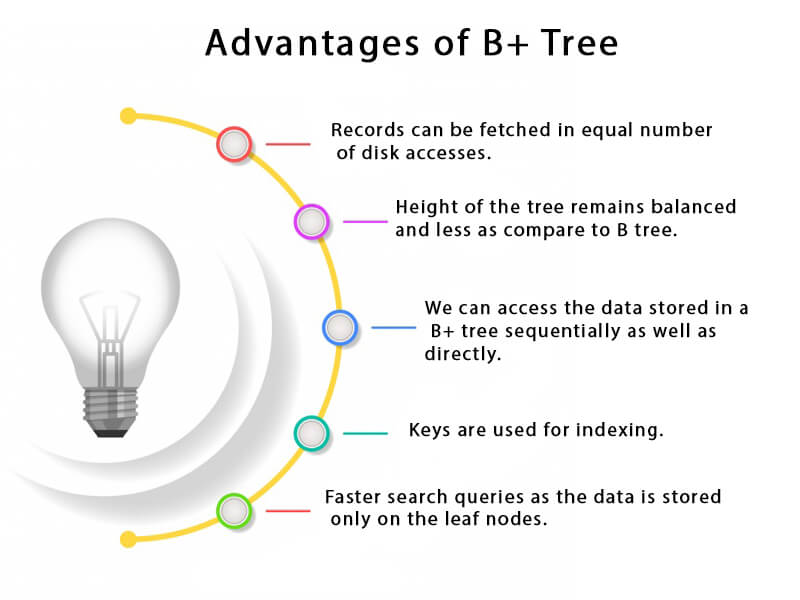 Advantages of B+ Tree
Records can be fetched in equal number
of disk accesses.
Height of the tree remains balanced
and less as compare to B tree.
We can access the data stored in a
B+ tree sequentially as well as
directly.
Keys are used for indexing.
Faster search queries as the data is stored
only on the leaf nodes.